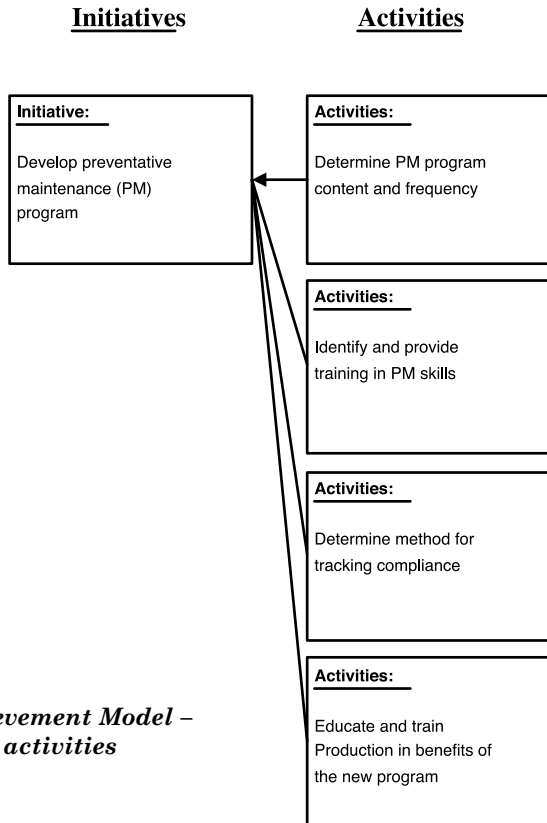 Initiatives
Activities
Initiative:
Develop preventative
maintenance (PM)
program
Activities:
Determine PM program
content and frequency
Activities:
Identify and provide
training in PM skills
Activities:
Determine method for
tracking compliance
Activities:
Educate and train
Production in benefits of
the new program
evement Model –
activities